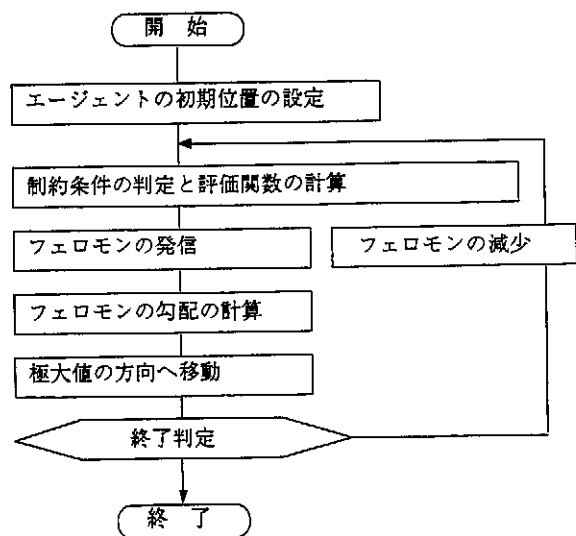 開 始
エージェントの初期位置の設定
制約条件の判定と評価関数の計算
フェロモンの発信
フェロモンの減少
フェロモンの勾配の計算
極大値の方向へ移動
終了判定
終 了